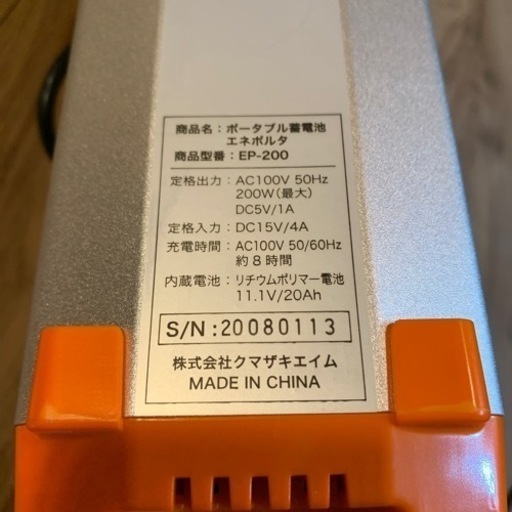 商品名：ポータブル蓄電池
エネポルタ
商品型番：EP-200
定格出力：AC100V 50Hz
200W(最大)
DC5V/1A
定格入力：DC15V/4A
充電時間：AC100V 50/60Hz
約８時間
内蔵電池：リチウムポリマー電池
11.1V/20Ah
S/N:20080113
株式会社クマザキエイム
MADE IN CHINA